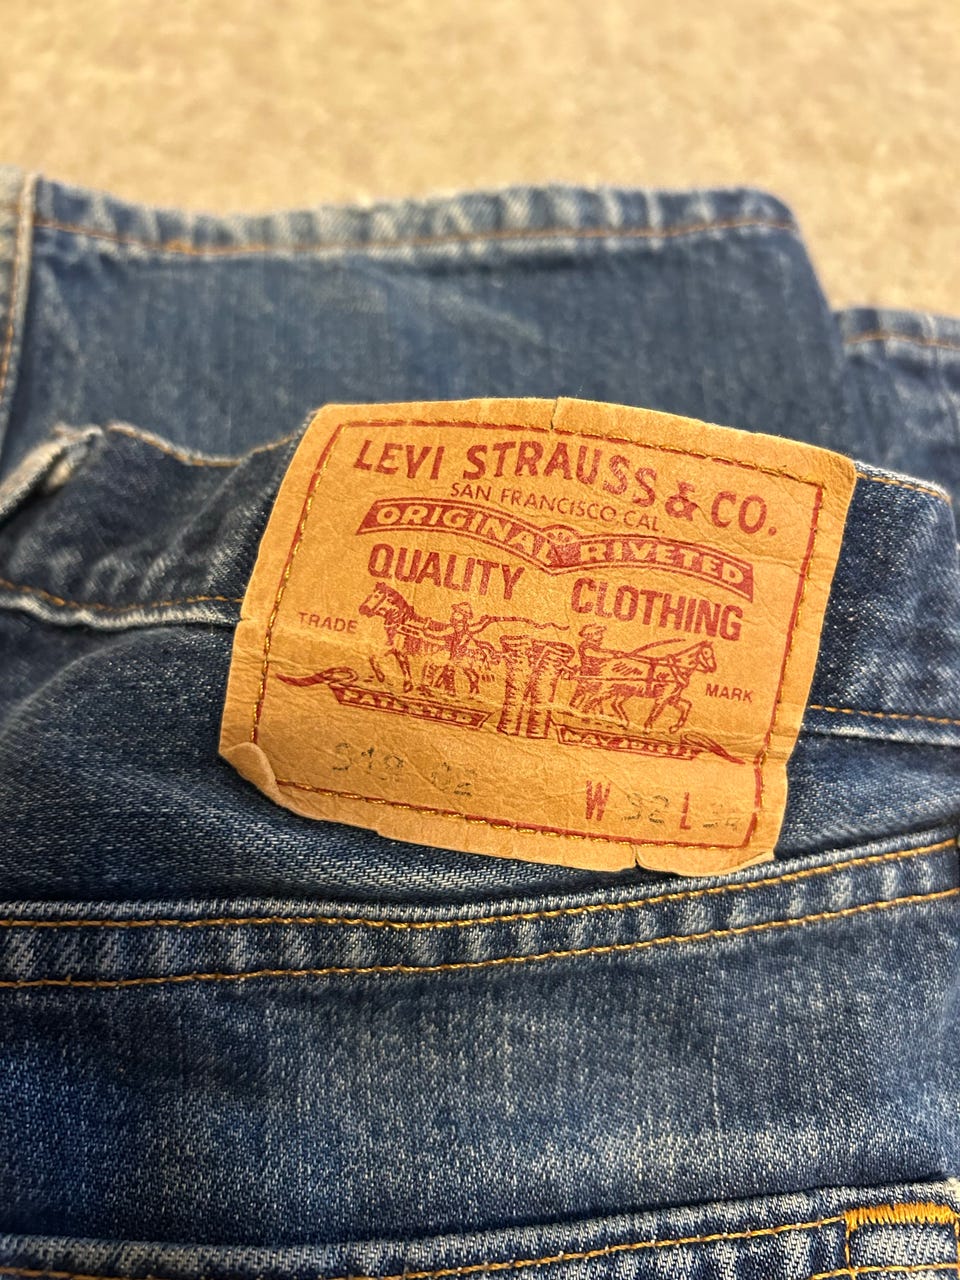 LEVI STRAUSS & CO.
SAN FRANCISCO CAL
ORIGINAL RIVETED
QUALITY CLOTHING
TRADE MARK
W 32 L